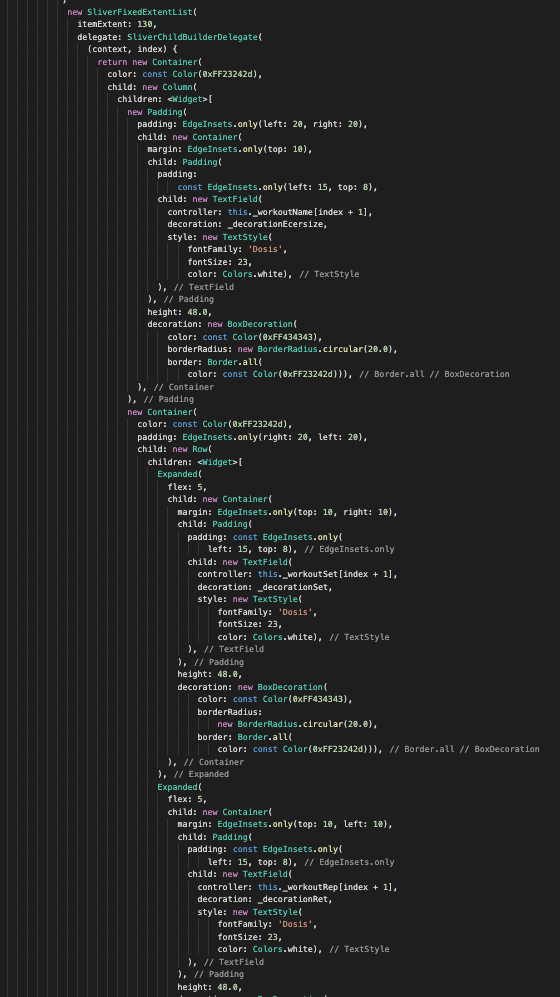 new SliverFixedExtentList(
itemExtent: 130,
delegate: SliverChildBuilderDelegate(
(context, index) {
return new Container(
color: const Color(0xFF23242d),
child: new Column(
children: <Widget>[
new Padding(
padding: EdgeInsets.only(left: 20, right: 20),
child: new Container(
margin: EdgeInsets.only(top: 10),
child: Padding(
padding:
const EdgeInsets.only(left: 15, top: 8),
child: new TextField(
controller: this._workoutName[index + 1],
decoration: _decorationEcersize,
style: new TextStyle(
fontFamily: 'Dosis',
fontSize: 23,
color: Colors.white), // TextStyle
), // TextField
), // Padding
height: 48.0,
decoration: new BoxDecoration(
color: const Color(0xFF434343),
borderRadius: new BorderRadius.circular(20.0),
border: Border.all(
color: const Color(0xFF23242d))), // Border.all // BoxDecoration
), // Container
), // Padding
new Container(
color: const Color(0xFF23242d),
padding: EdgeInsets.only(right: 20, left: 20),
child: new Row(
children: <Widget>[
Expanded(
flex: 5,
child: new Container(
margin: EdgeInsets.only(top: 10, right: 10),
child: Padding(
padding: const EdgeInsets.only(
left: 15, top: 8), // EdgeInsets.only
child: new TextField(
controller: this._workoutSet[index + 1],
decoration: _decorationSet,
style: new TextStyle(
fontFamily: 'Dosis',
fontSize: 23,
color: Colors.white), // TextStyle
), // TextField
), // Padding
height: 48.0,
decoration: new BoxDecoration(
color: const Color(0xFF434343),
borderRadius:
new BorderRadius.circular(20.0),
border: Border.all(
color: const Color(0xFF23242d))), // Border.all // BoxDecoration
), // Container
), // Expanded
Expanded(
flex: 5,
child: new Container(
margin: EdgeInsets.only(top: 10, left: 10),
child: Padding(
padding: const EdgeInsets.only(
left: 15, top: 8), // EdgeInsets.only
child: new TextField(
controller: this._workoutRep[index + 1],
decoration: _decorationRet,
style: new TextStyle(
fontFamily: 'Dosis',
fontSize: 23,
color: Colors.white), // TextStyle
), // TextField
), // Padding
height: 48.0,